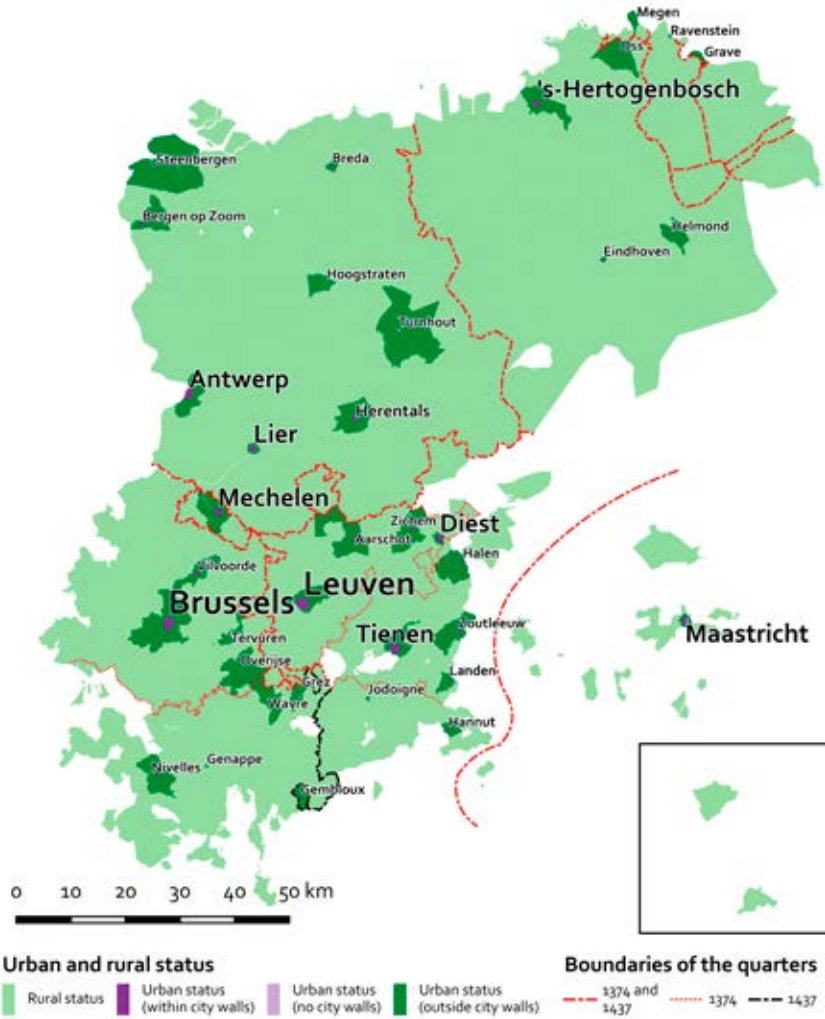 Megen
Ravenstein
Oss
Grave
's-Hertogenbosch
Steenbergen
Breda
Bergen op Zoom
Helmond
Eindhoven
Hoogstraten
Turnhout
Antwerp
Herentals
Lier
Mechelen
Zichem
Diest
Aarschot
Halen
Vilvoorde
Leuven
Brussels
Zoutleeuw
Tienen
Maastricht
Tervuren
Overijse
Landen
Grez
Jodoigne
Wavre
Hannut
Genappe
Nivelles
Gembloux
0 10 20 30 40 50 km
Urban and rural status
Rural status
Urban status
(within city walls)
Urban status
(no city walls)
Urban status
(outside city walls)
Boundaries of the quarters
1374 and
1437
1374
1437